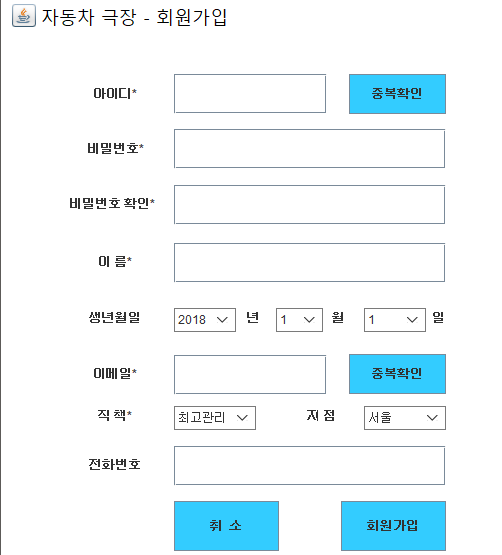 자동차 극장 - 회원가입
아이디* 중복확인
비밀번호*
비밀번호 확인*
이 름*
생년월일 2018 년 1 월 1 일
이메일* 중복확인
직 책* 최고관리 지 점 서울
전화번호
취 소 회원가입